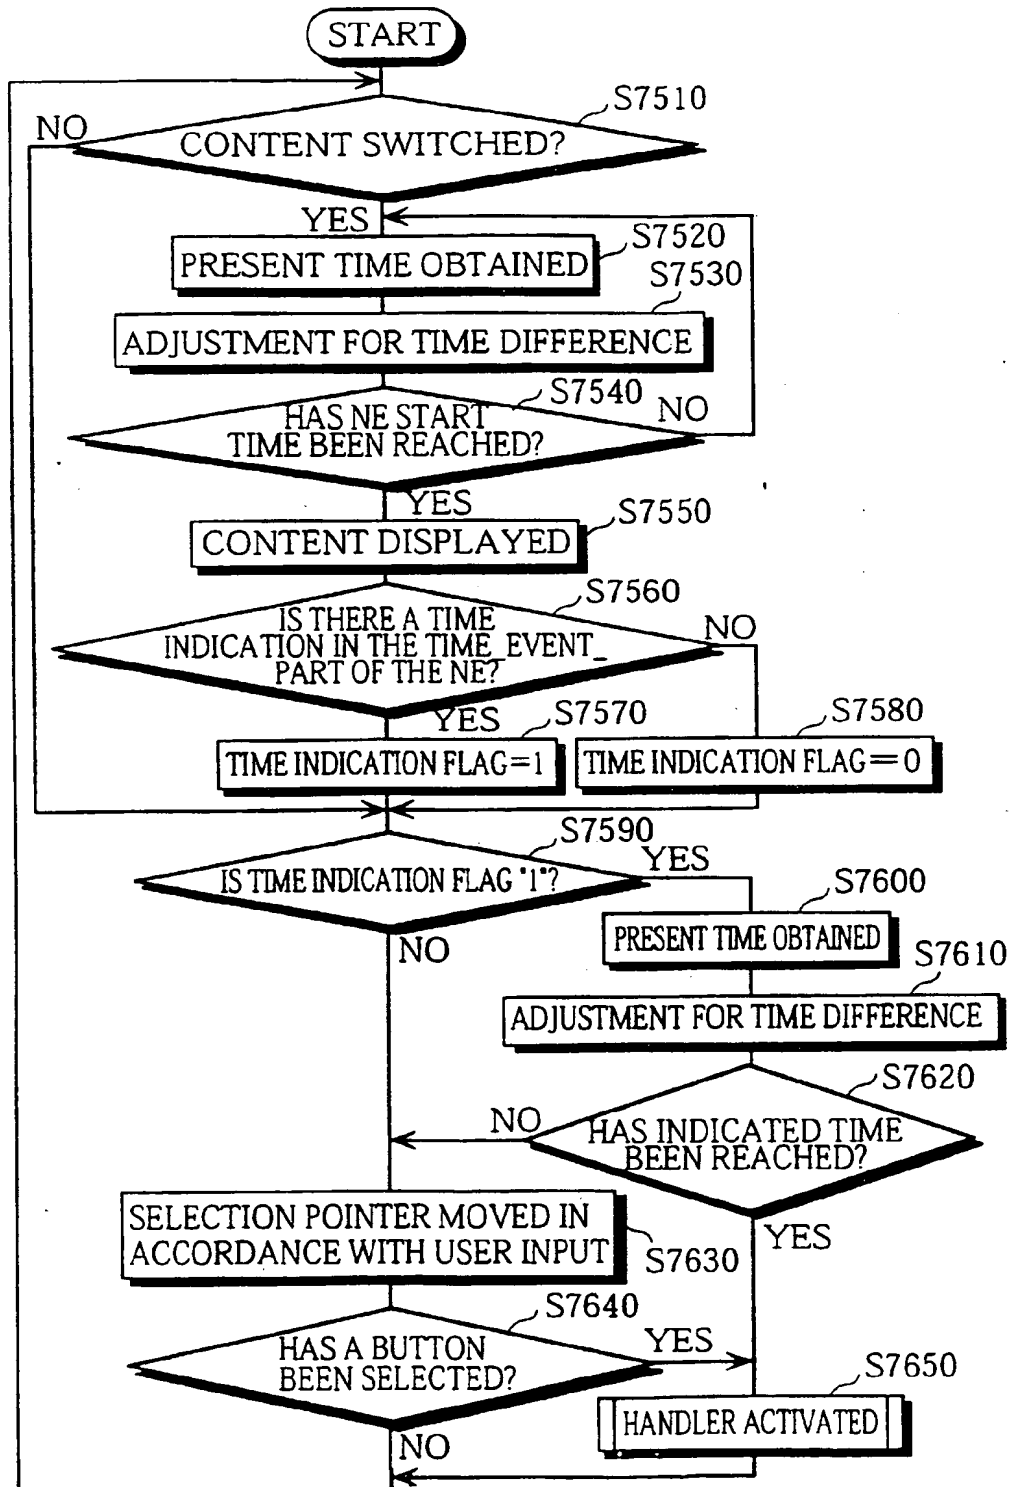 START
S7510
NO
CONTENT SWITCHED?
YES
S7520
PRESENT TIME OBTAINED
S7530
ADJUSTMENT FOR TIME DIFFERENCE
S7540
HAS NE START
TIME BEEN REACHED?
NO
YES
S7550
CONTENT DISPLAYED
S7560
IS THERE A TIME
INDICATION IN THE TIME_EVENT_
PART OF THE NE?
NO
YES
S7570
S7580
TIME INDICATION FLAG=1
TIME INDICATION FLAG=0
S7590
IS TIME INDICATION FLAG "1"?
YES
NO
S7600
PRESENT TIME OBTAINED
S7610
ADJUSTMENT FOR TIME DIFFERENCE
S7620
NO
HAS INDICATED TIME
BEEN REACHED?
YES
SELECTION POINTER MOVED IN
ACCORDANCE WITH USER INPUT
S7630
S7640
HAS A BUTTON
BEEN SELECTED?
YES
S7650
HANDLER ACTIVATED
NO